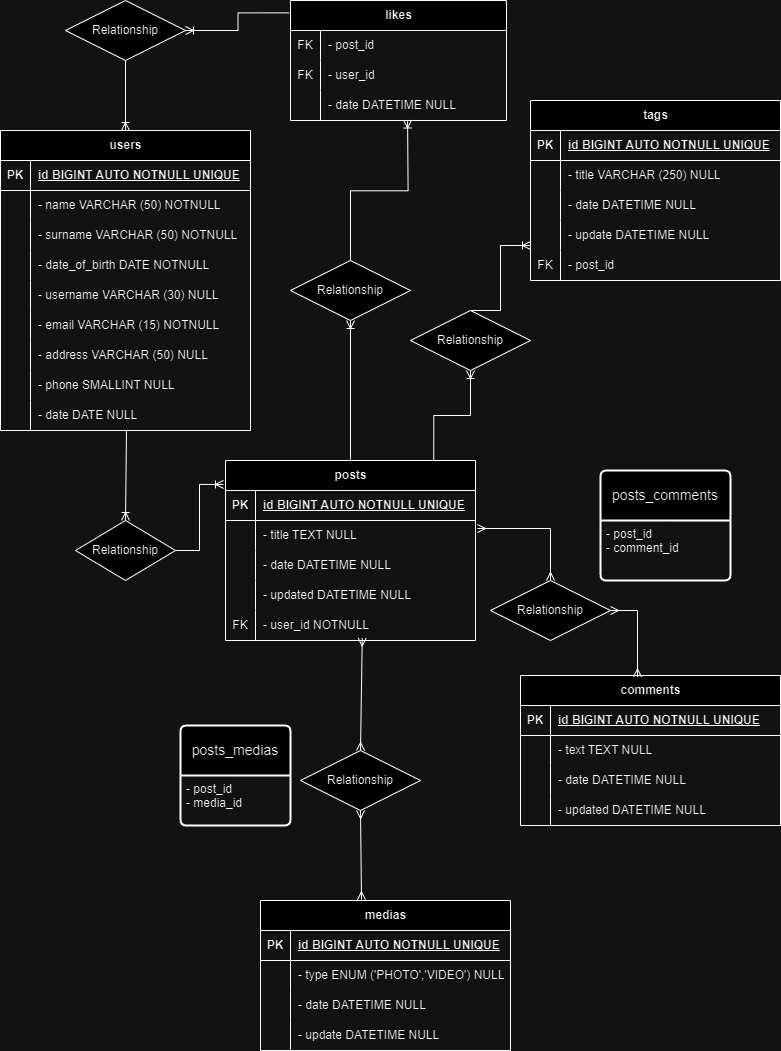 Relationship
likes
FK - post_id
FK - user_id
- date DATETIME NULL
tags
PK id BIGINT AUTO NOTNULL UNIQUE
- title VARCHAR (250) NULL
- date DATETIME NULL
- update DATETIME NULL
FK - post_id
users
PK id BIGINT AUTO NOTNULL UNIQUE
- name VARCHAR (50) NOTNULL
- surname VARCHAR (50) NOTNULL
- date_of_birth DATE NOTNULL
- username VARCHAR (30) NULL
- email VARCHAR (15) NOTNULL
- address VARCHAR (50) NULL
- phone SMALLINT NULL
- date DATE NULL
Relationship
Relationship
posts
PK id BIGINT AUTO NOTNULL UNIQUE
- title TEXT NULL
- date DATETIME NULL
- updated DATETIME NULL
FK - user_id NOTNULL
Relationship
posts_comments
- post_id
- comment_id
Relationship
comments
PK id BIGINT AUTO NOTNULL UNIQUE
- text TEXT NULL
- date DATETIME NULL
- updated DATETIME NULL
posts_medias
- post_id
- media_id
Relationship
medias
PK id BIGINT AUTO NOTNULL UNIQUE
- type ENUM ('PHOTO','VIDEO') NULL
- date DATETIME NULL
- update DATETIME NULL